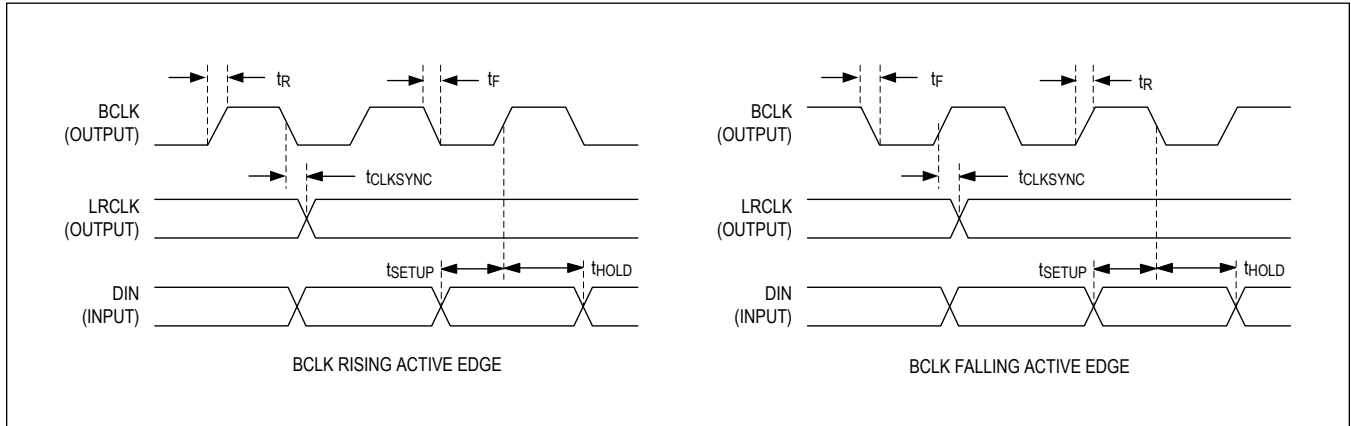 tR
tF
BCLK
(OUTPUT)
tCLKSYNC
LRCLK
(OUTPUT)
tSETUP
tHOLD
DIN
(INPUT)
BCLK RISING ACTIVE EDGE
tF
tR
BCLK
(OUTPUT)
tCLKSYNC
LRCLK
(OUTPUT)
tSETUP
tHOLD
DIN
(INPUT)
BCLK FALLING ACTIVE EDGE